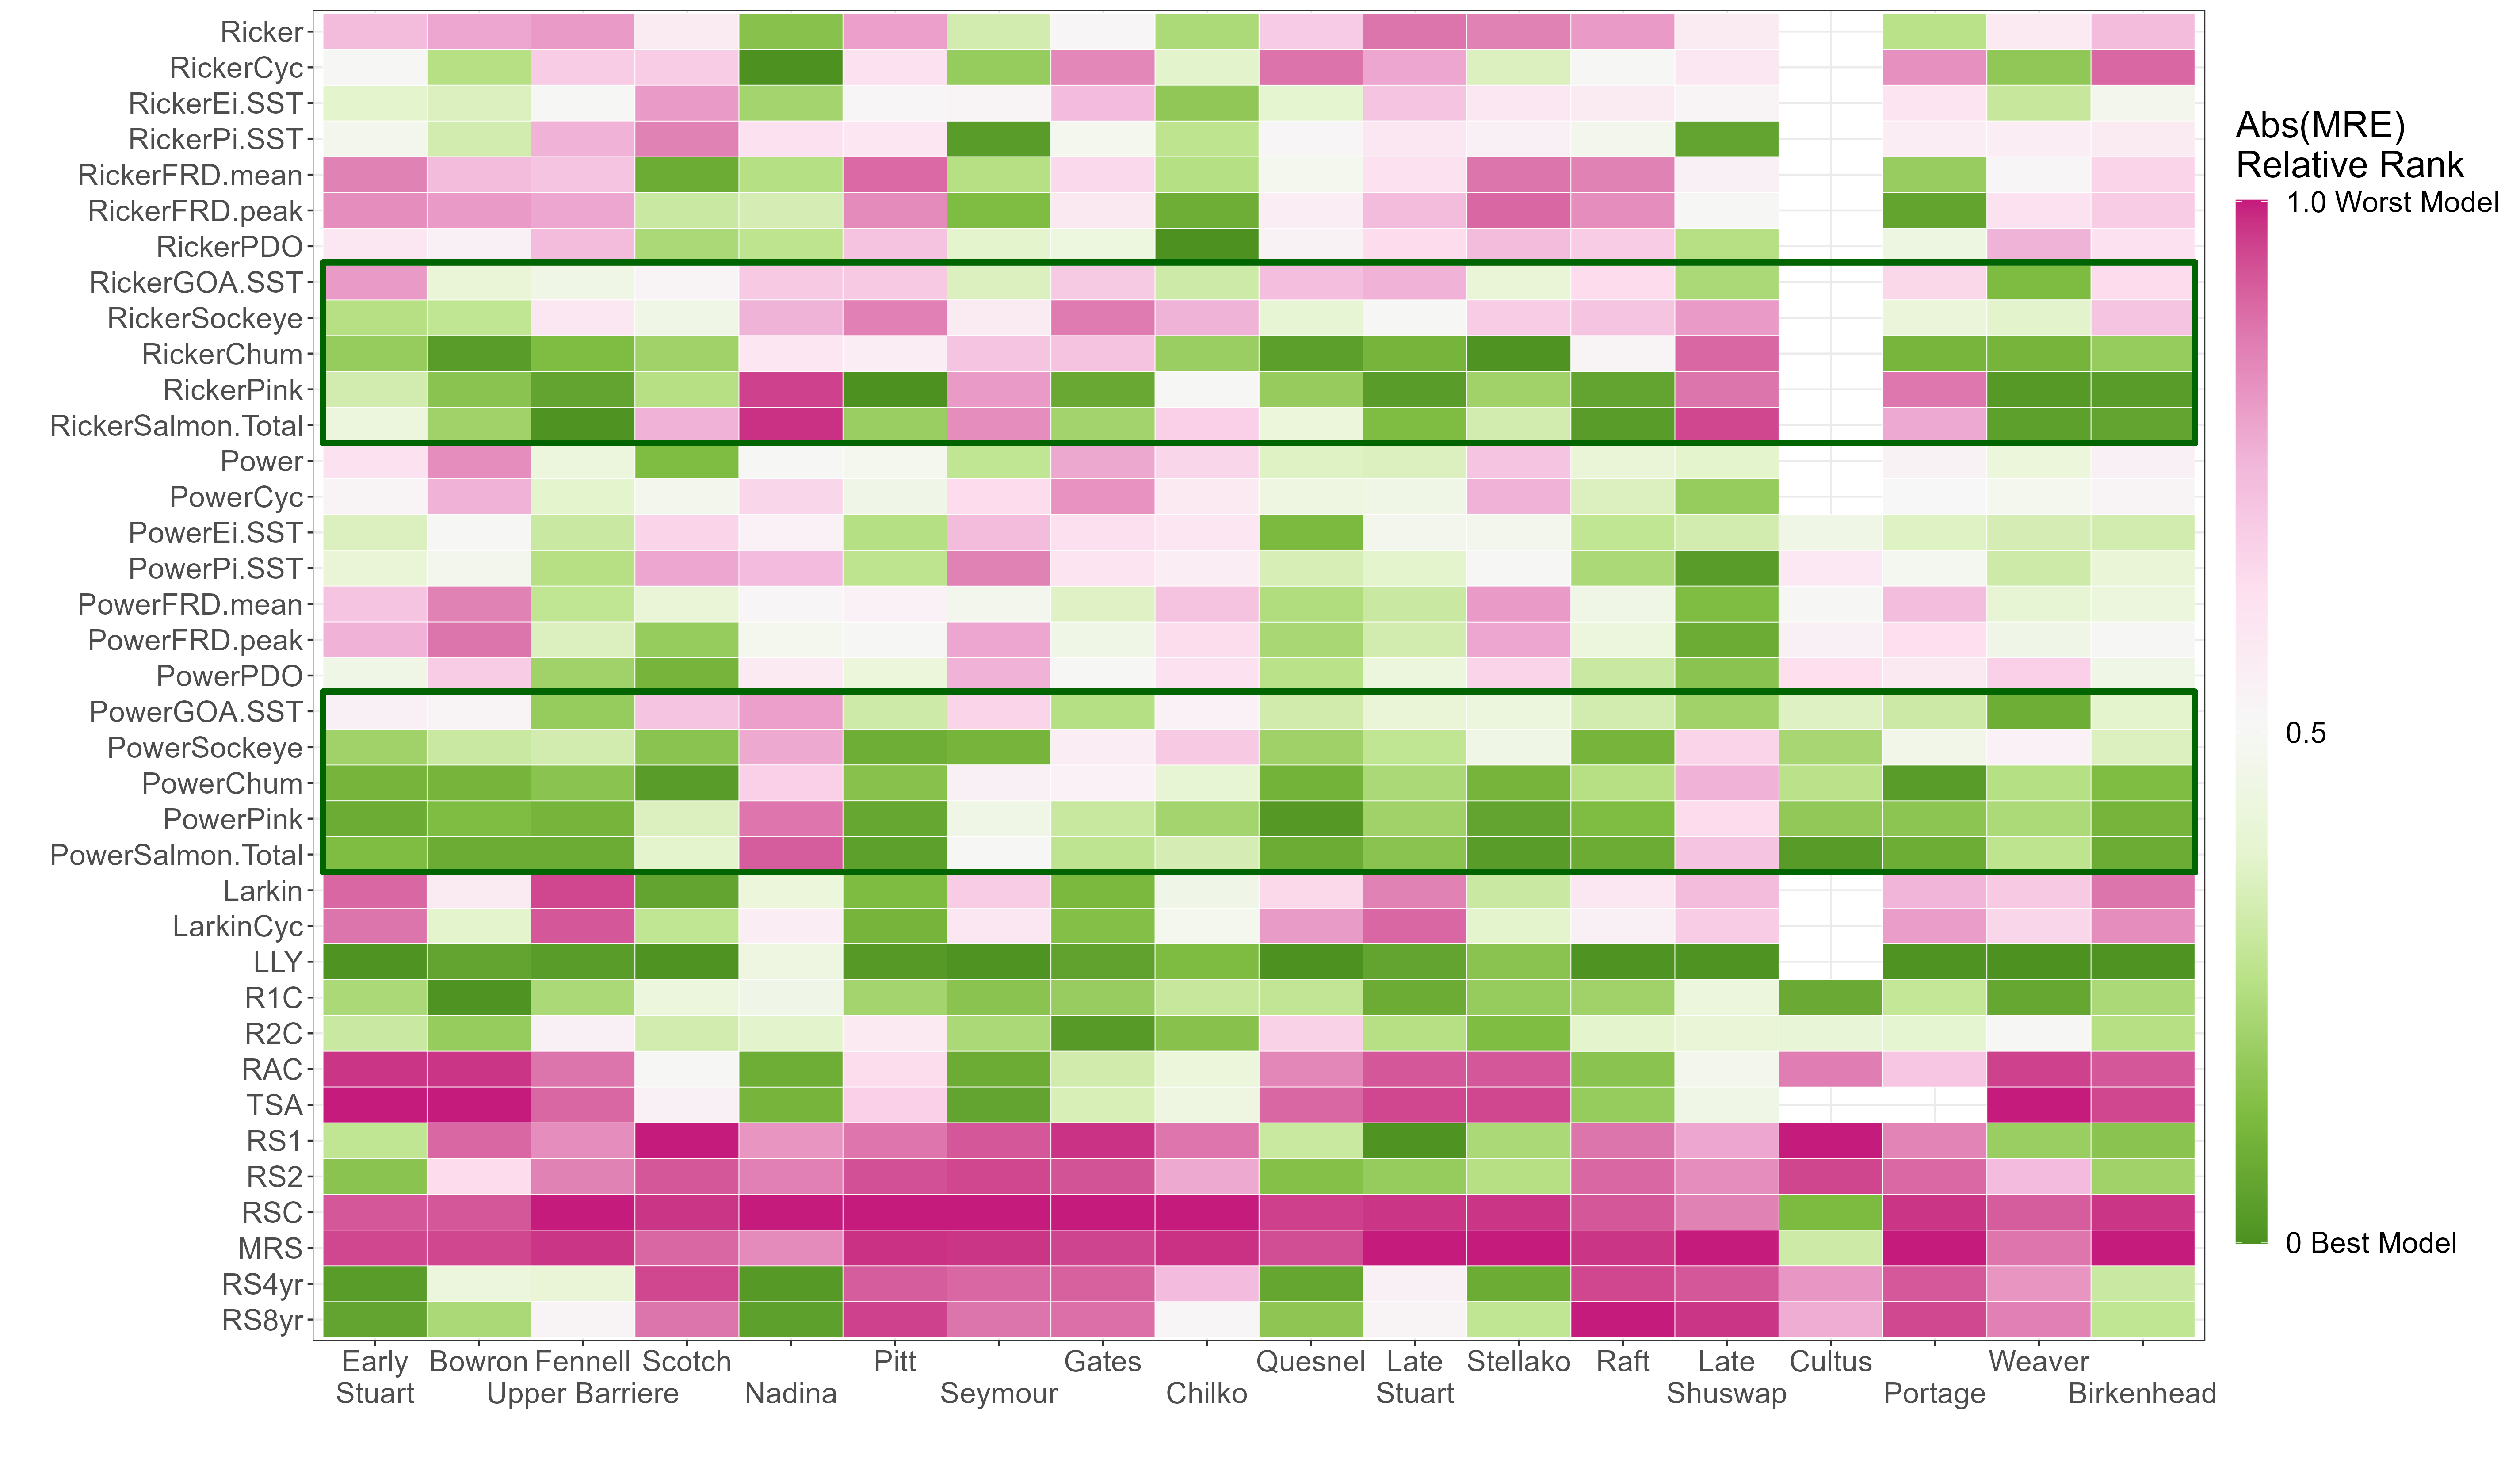 Ricker
RickerCyc
RickerEi.SST
RickerPi.SST
RickerFRD.mean
RickerFRD.peak
RickerPDO
RickerGOA.SST
RickerSockeye
RickerChum
RickerPink
RickerSalmon.Total
Power
PowerCyc
PowerEi.SST
PowerPi.SST
PowerFRD.mean
PowerFRD.peak
PowerPDO
PowerGOA.SST
PowerSockeye
PowerChum
PowerPink
PowerSalmon.Total
Larkin
LarkinCyc
LLY
R1C
R2C
RAC
TSA
RS1
RS2
RSC
MRS
RS4yr
RS8yr
Early Bowron Fennell Scotch Pitt Gates Quesnel Late Stellako Raft Late Cultus Weaver
Stuart Upper Barriere Nadina Seymour Chilko Stuart Shuswap Portage Birkenhead
Abs(MRE)
Relative Rank
1.0 Worst Model
0.5
0 Best Model